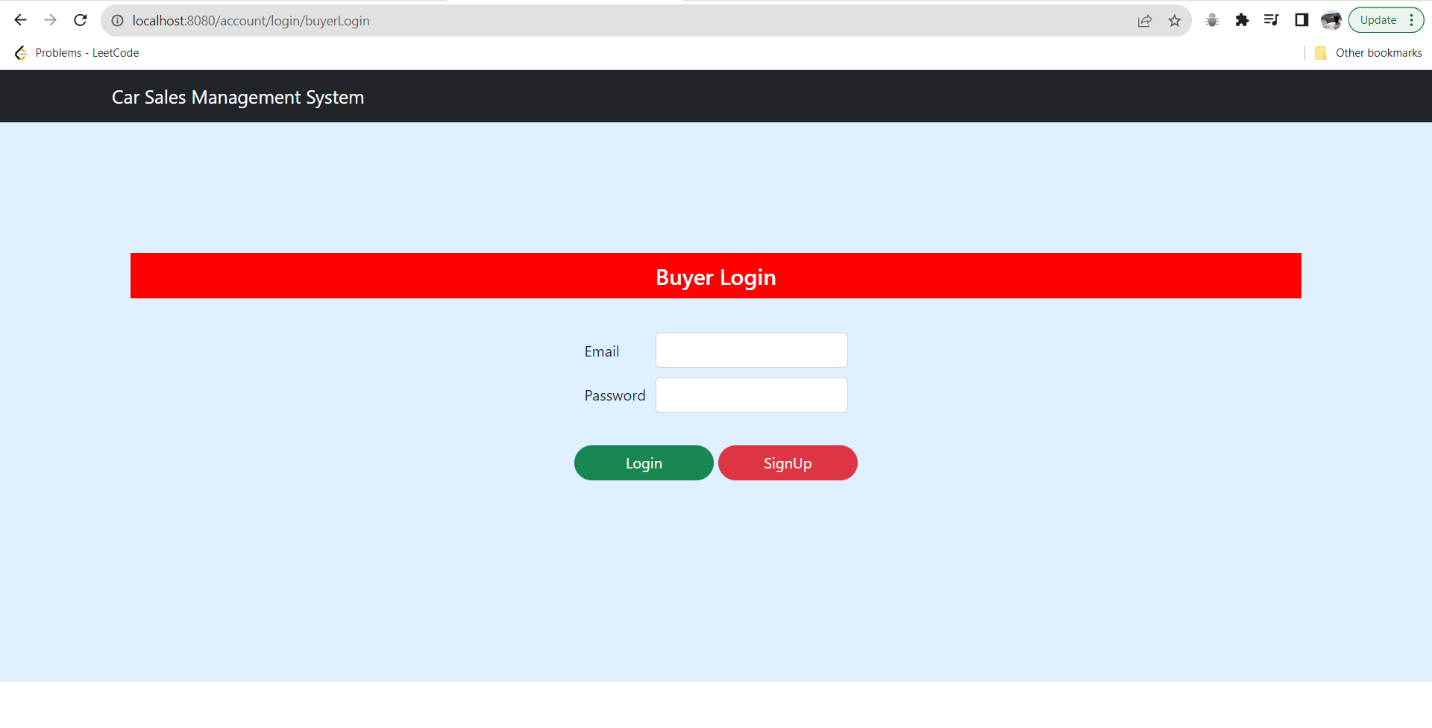 localhost:8080/account/login/buyerLogin
Update
Problems - LeetCode
Other bookmarks
Car Sales Management System
Buyer Login
Email
Password
Login SignUp